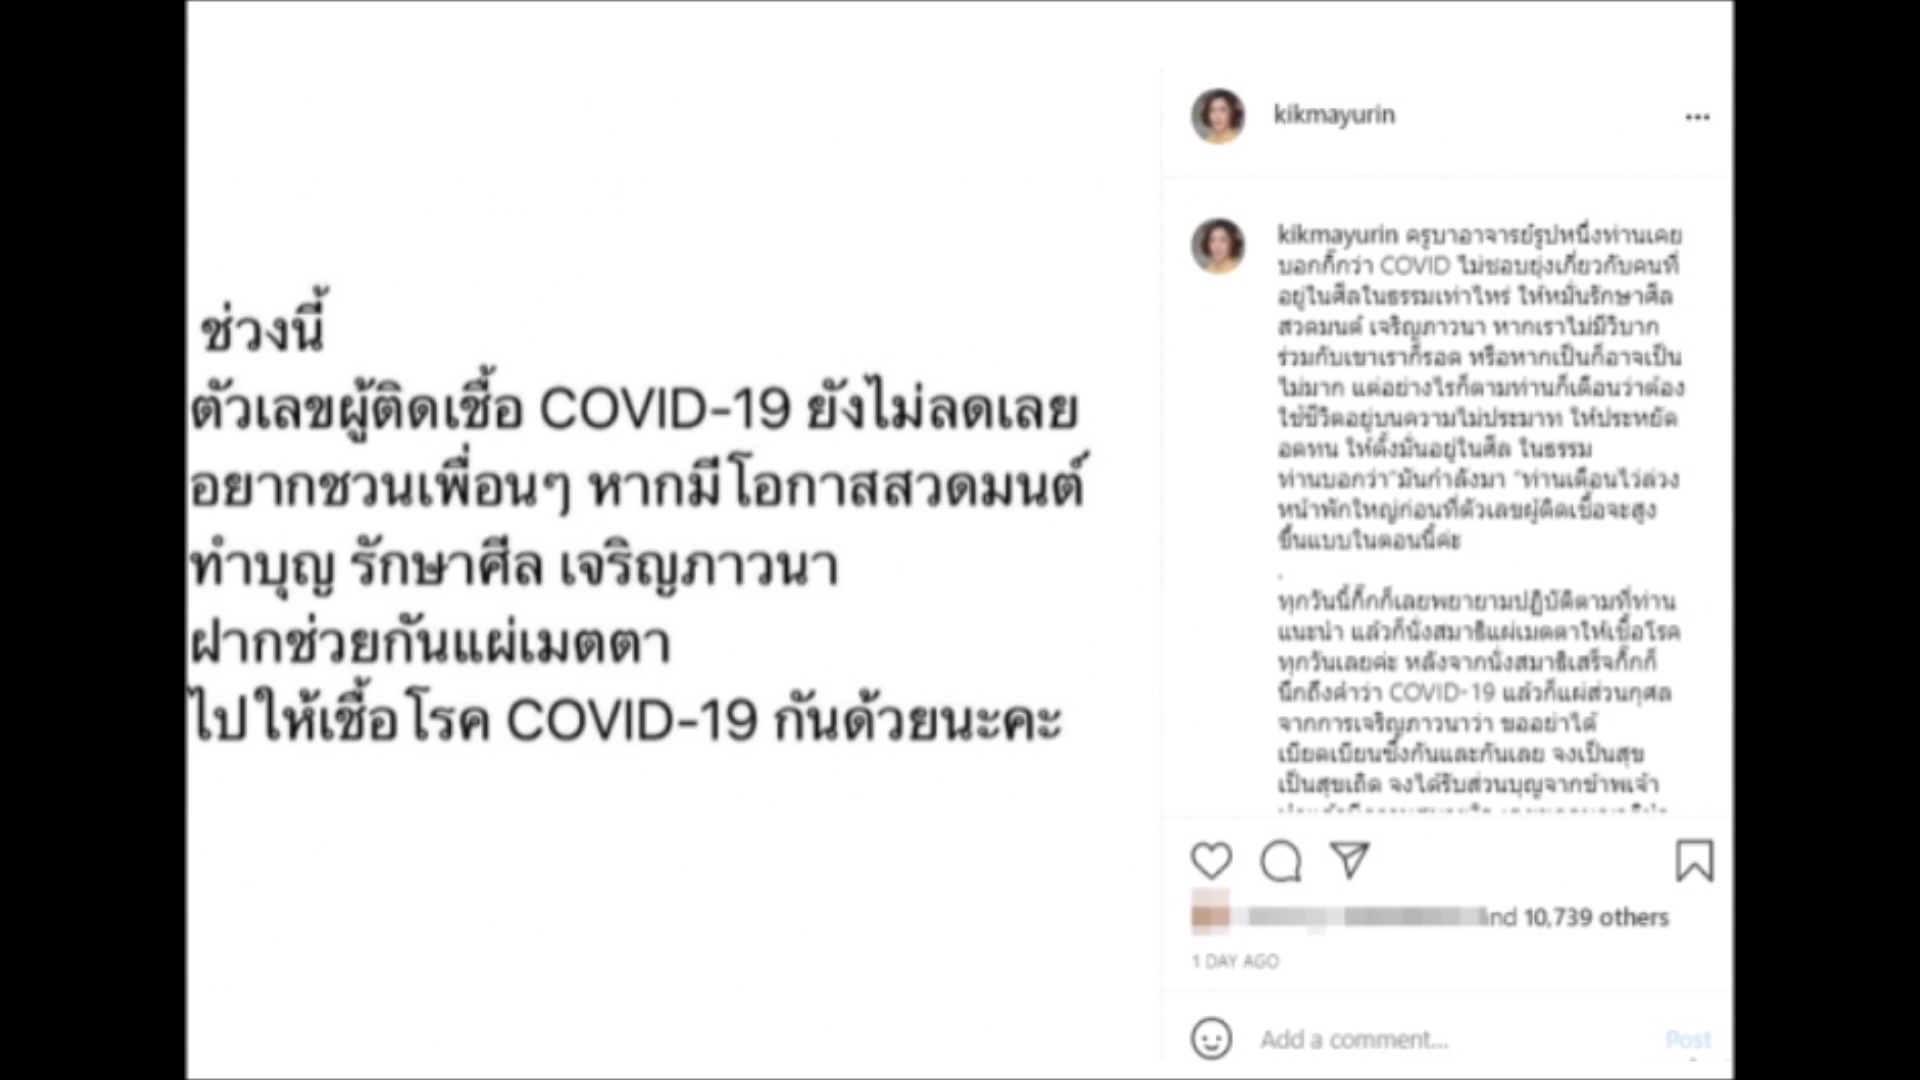 ช่วงนี้
ตัวเลขผู้ติดเชื้อ COVID-19 ยังไม่ลดเลย
อยากชวนเพื่อนๆ หากมีโอกาสสวดมนต์
ทำบุญ รักษาศีล เจริญภาวนา
ฝากช่วยกันแผ่เมตตา
ไปให้เชื้อโรค COVID-19 กันด้วยนะคะ
kikmayurin
kikmayurin ครูบาอาจารย์รูปหนึ่งท่านเคย
บอกกิ๊กว่า COVID ไม่ชอบยุ่งเกี่ยวกับคนที่
อยู่ในศีลในธรรมเท่าไหร่ ให้หมั่นรักษาศีล
สวดมนต์ เจริญภาวนา หากเราไม่มีวิบาก
ร่วมกับเขาเราก็รอด หรือหากเป็นก็อาจเป็น
ไม่มาก แต่อย่างไรก็ตามท่านก็เตือนว่าต้อง
ใช้ชีวิตอยู่บนความไม่ประมาท ให้ประหยัด
อดทน ให้ตั้งมั่นอยู่ในศีล ในธรรม
ท่านบอกว่า"มันกำลังมา "ท่านเตือนไว้ล่วง
หน้าพักใหญ่ก่อนที่ตัวเลขผู้ติดเชื้อจะสูง
ขึ้นแบบในตอนนี้ค่ะ
.
ทุกวันนี้กิ๊กก็เลยพยายามปฏิบัติตามที่ท่าน
แนะนำ แล้วก็นั่งสมาธิแผ่เมตตาให้เชื้อโรค
ทุกวันเลยค่ะ หลังจากนั่งสมาธิเสร็จกิ๊กก็
นึกถึงคำว่า COVID-19 แล้วก็แผ่ส่วนกุศล
จากการเจริญภาวนาว่า ขออย่าได้
เบียดเบียนซึ่งกันและกันเลย จงเป็นสุข
เป็นสุขเถิด จงได้รับส่วนบุญจากข้าพเจ้า
and 10,739 others
1 DAY AGO
Add a comment...
Post